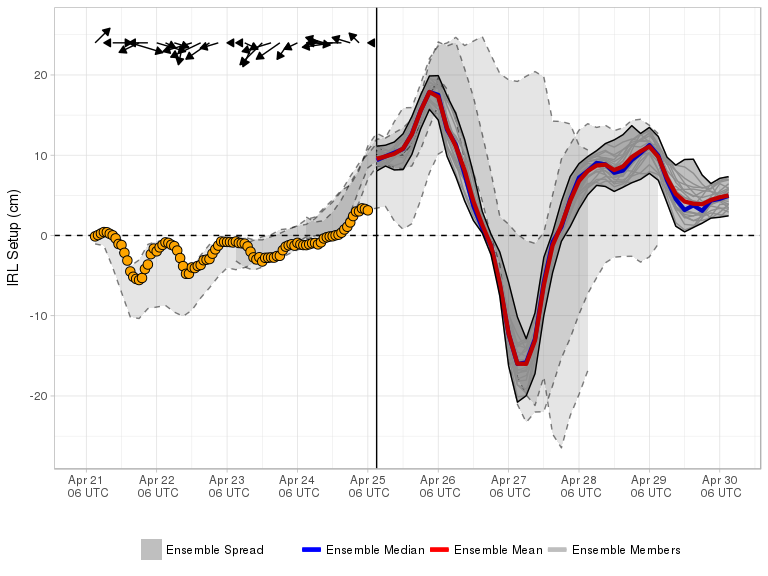 IRL Setup (cm)
20
10
0
-10
-20
Apr 21 Apr 22 Apr 23 Apr 24 Apr 25 Apr 26 Apr 27 Apr 28 Apr 29 Apr 30
06 UTC 06 UTC 06 UTC 06 UTC 06 UTC 06 UTC 06 UTC 06 UTC 06 UTC 06 UTC
Ensemble Spread Ensemble Median Ensemble Mean Ensemble Members